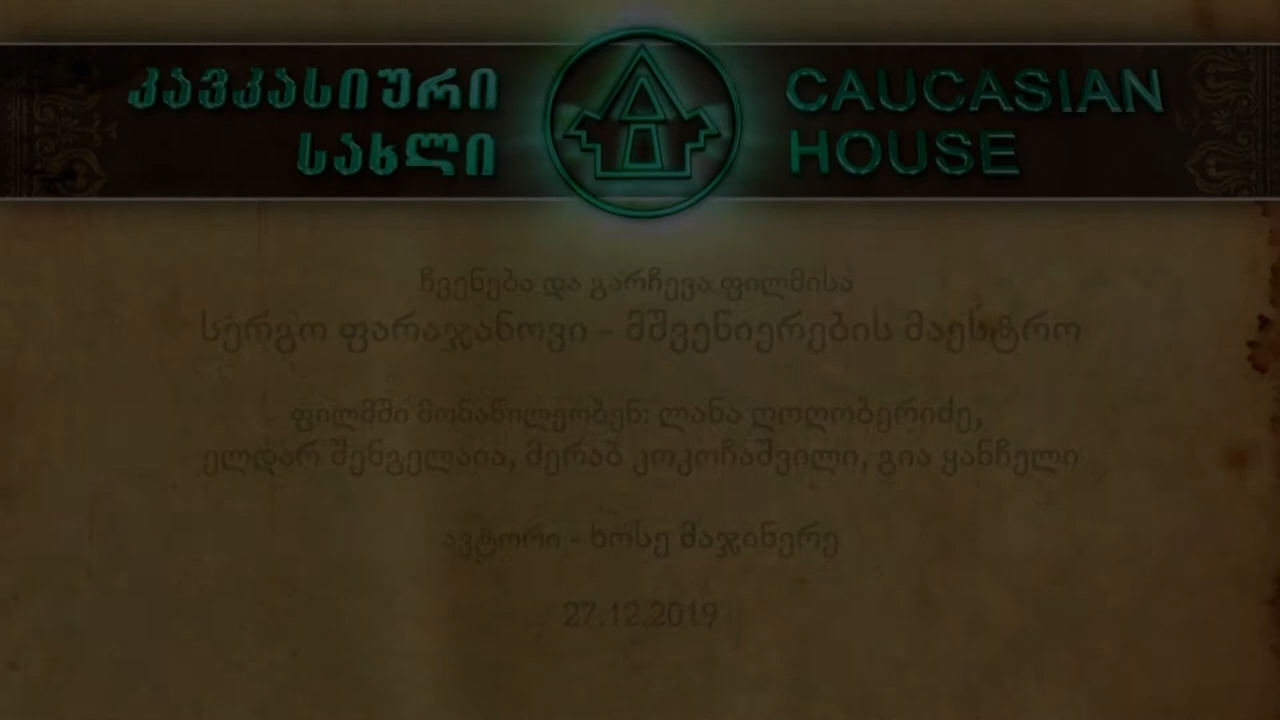 კავკასიური
სახლი
CAUCASIAN
HOUSE
ჩვენება და გარჩევა ფილმისა
სერგო ფარაჯანოვი - მშვენიერების მაესტრო
ფილმში მონაწილეობენ: ლანა ღოღობერიძე,
ელდარ შენგელაია, მერაბ კოკოჩაშვილი, გია ყანჩელი
ავტორი - ხოსე მაჯინერე
27.12.2019